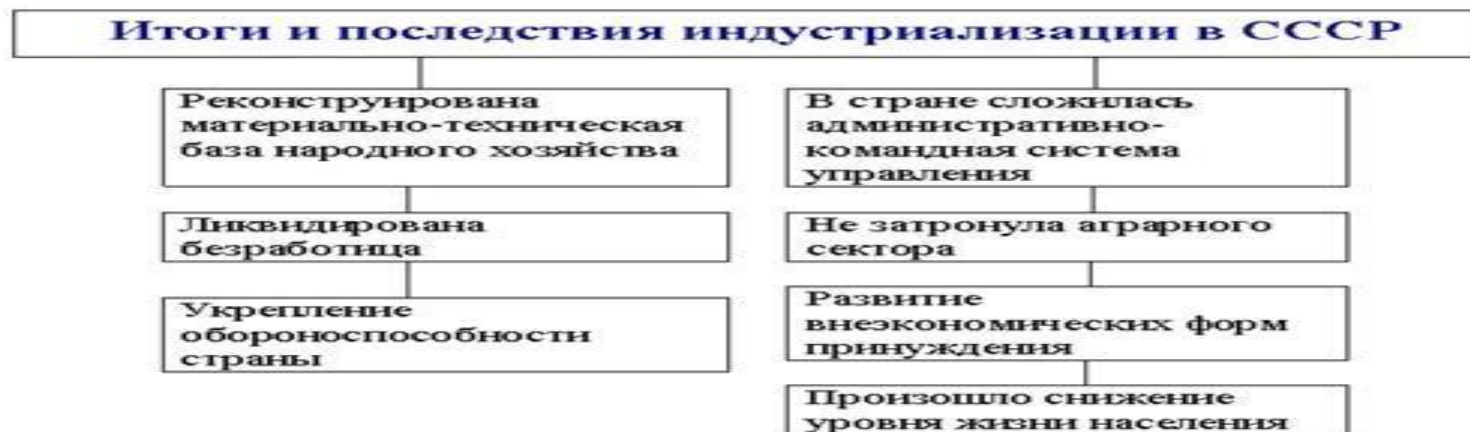 Итоги и последствия индустриализации в СССР
Реконструирована
материально-техническая
база народного хозяйства
Ликвидирована
безработица
Укрепление
обороноспособности
страны
В стране сложилась
административно-
командная система
управления
Не затронула аграрного
сектора
Развитие
внеэкономических форм
принуждения
Произошло снижение
уровня жизни населения